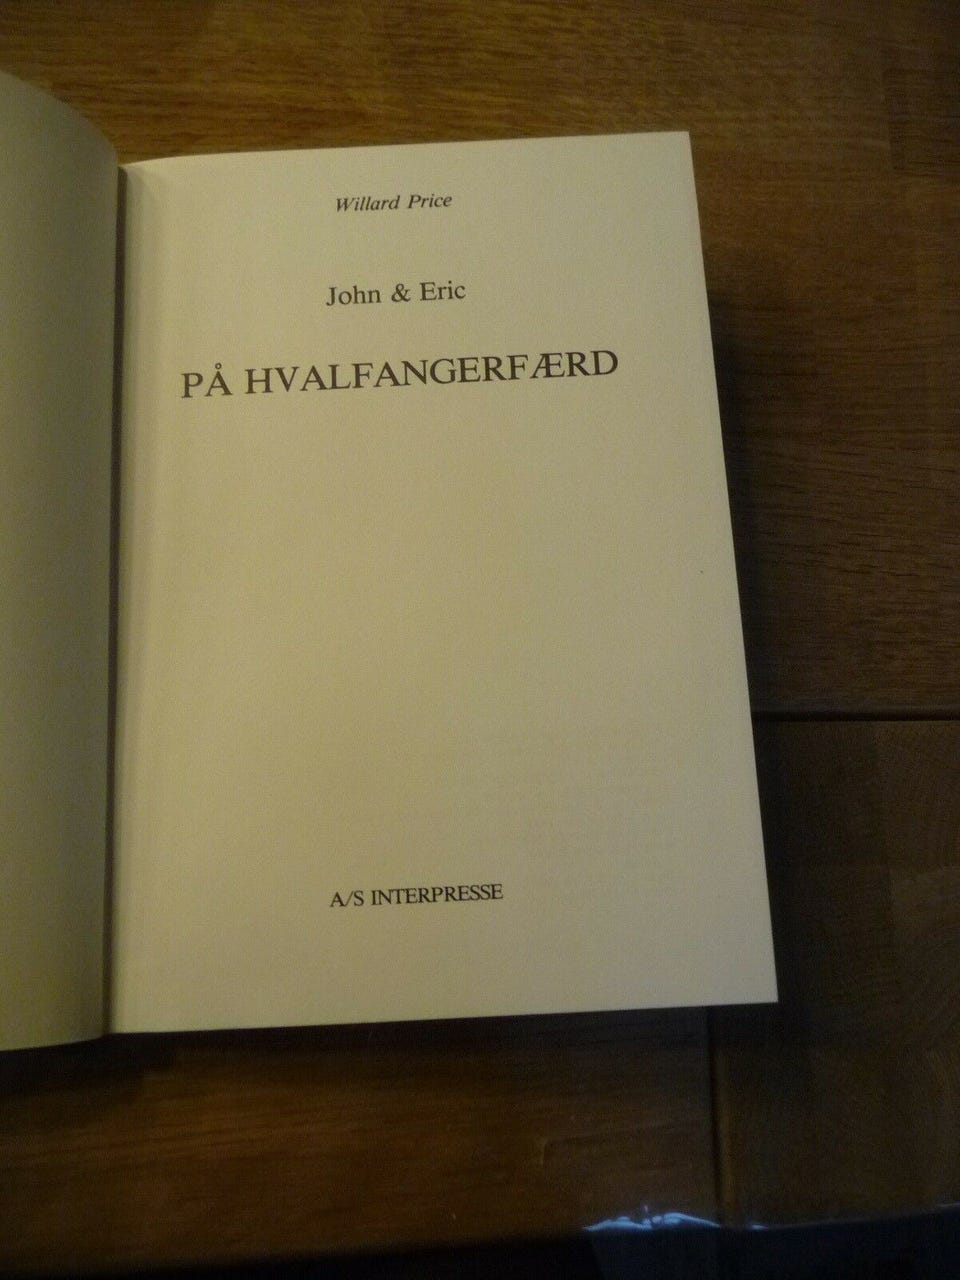 Willard Price
John & Eric
PÅ HVALFANGERFÆRD
A/S INTERPRESSE